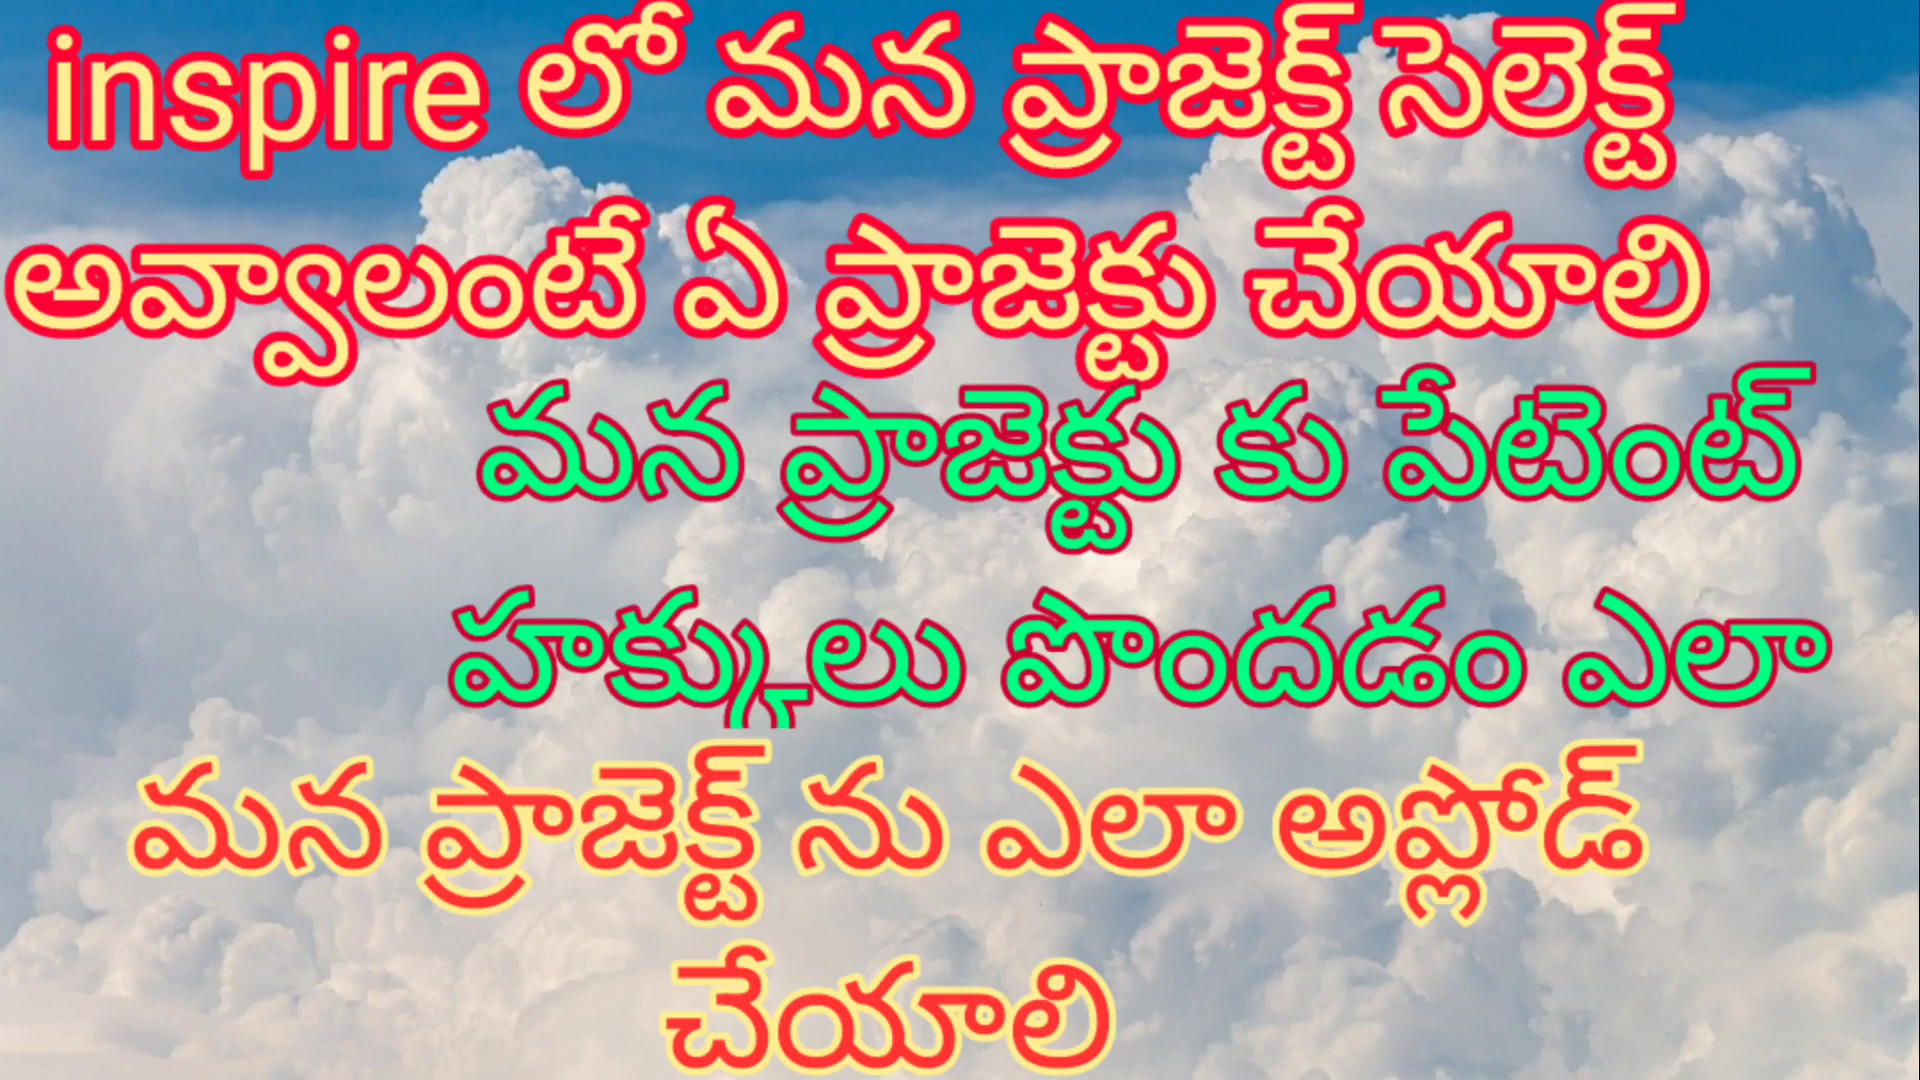 inspire లో మన ప్రాజెక్ట్ సెలెక్ట్
అవ్వాలంటే ఏ ప్రాజెక్టు చేయాలి
మన ప్రాజెక్టు కు పేటెంట్
హక్కులు పొందడం ఎలా
మన ప్రాజెక్ట్ ను ఎలా అప్లోడ్
చేయాలి